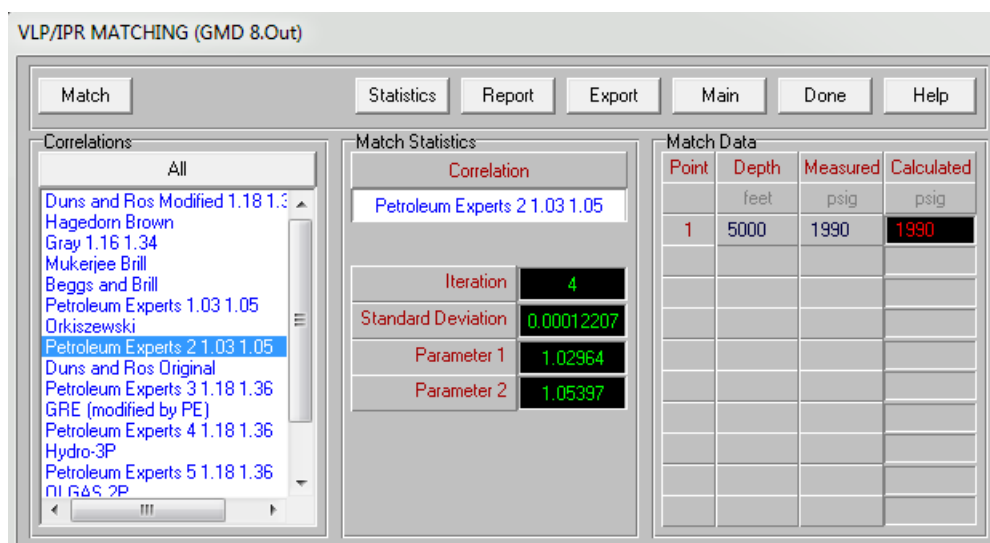 VLP/IPR MATCHING (GMD 8.Out)
Match Statistics Report Export Main Done Help
Correlations
All
Duns and Ros Modified 1.18 1.3
Hagedorn Brown
Gray 1.16 1.34
Mukerjee Brill
Beggs and Brill
Petroleum Experts 1.03 1.05
Orkiszewski
Petroleum Experts 2 1.03 1.05
Duns and Ros Original
Petroleum Experts 3 1.18 1.36
GRE (modified by PE)
Petroleum Experts 4 1.18 1.36
Hydro-3P
Petroleum Experts 5 1.18 1.36
OLGAS 2P
Match Statistics
Correlation
Petroleum Experts 2 1.03 1.05
Iteration 4
Standard Deviation 0.00012207
Parameter 1 1.02964
Parameter 2 1.05397
Match Data
Point Depth Measured Calculated
feet psig psig
1 5000 1990 1990